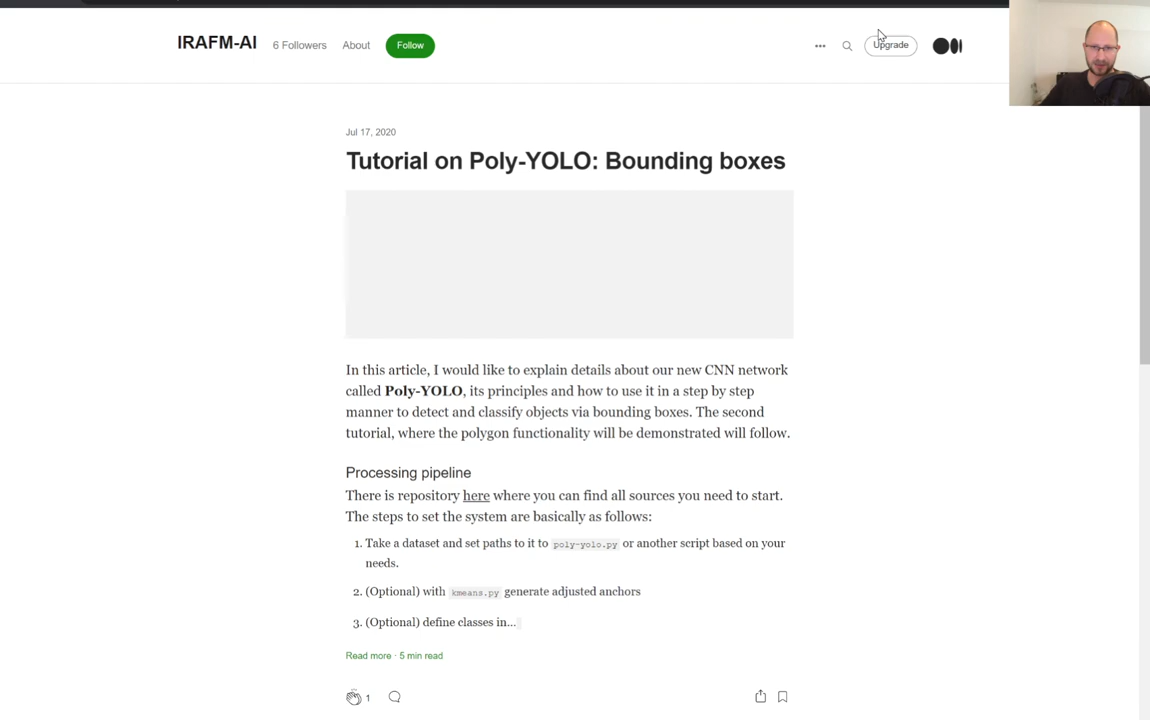 IRAFM-AI 6 Followers About Follow ••• Upgrade
Jul 17, 2020
Tutorial on Poly-YOLO: Bounding boxes
In this article, I would like to explain details about our new CNN network
called Poly-YOLO, its principles and how to use it in a step by step
manner to detect and classify objects via bounding boxes. The second
tutorial, where the polygon functionality will be demonstrated will follow.
Processing pipeline
There is repository here where you can find all sources you need to start.
The steps to set the system are basically as follows:
1. Take a dataset and set paths to it to poly-yolo.py or another script based on your
needs.
2. (Optional) with kmeans.py generate adjusted anchors
3. (Optional) define classes in...
Read more · 5 min read
1